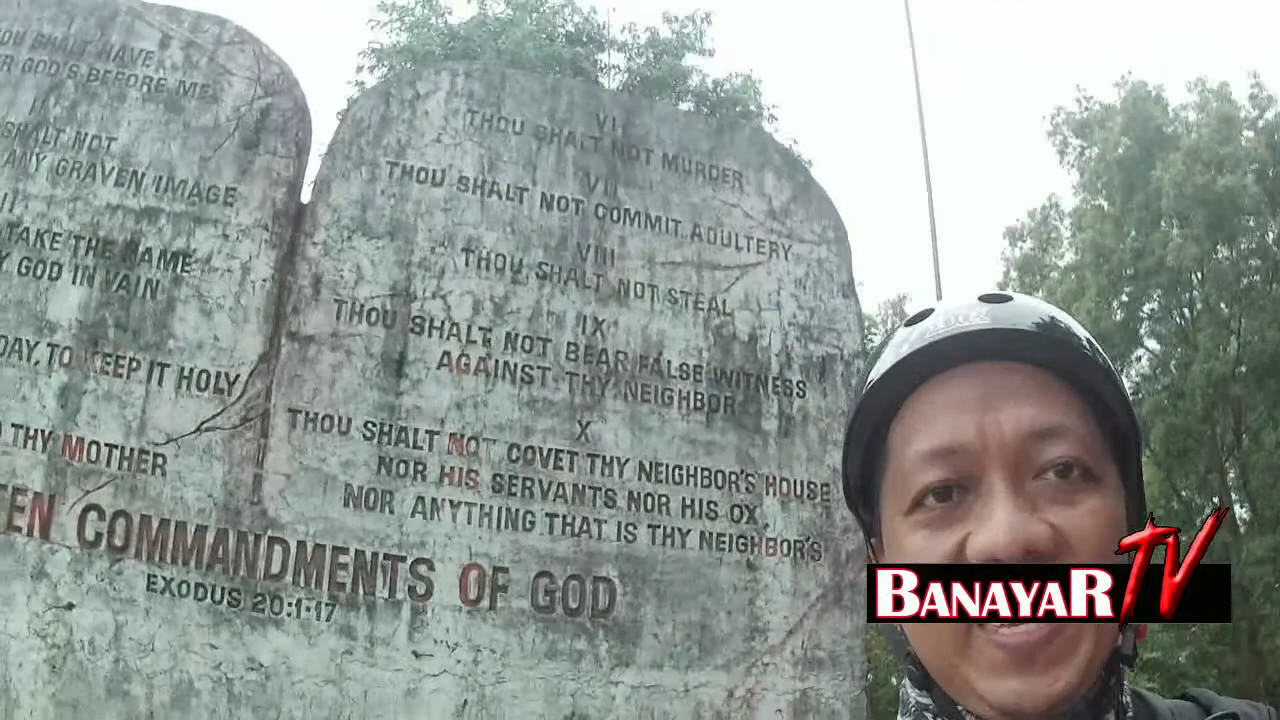 OU SHALT HAVE
R GOD'S BEFORE ME
II
SHALT NOT
ANY GRAVEN IMAGE
II
TAKE THE NAME
Y GOD IN VAIN
DAY, TO KEEP IT HOLY
THY MOTHER
VI
THOU SHALT NOT MURDER
VII
THOU SHALT NOT COMMIT ADULTERY
VIII
THOU SHALT NOT STEAL
IX
THOU SHALT NOT BEAR FALSE WITNESS
AGAINST THY NEIGHBOR
X
THOU SHALT NOT COVET THY NEIGHBOR'S HOUSE
NOR HIS SERVANTS NOR HIS OX,
NOR ANYTHING THAT IS THY NEIGHBOR'S
TEN COMMANDMENTS OF GOD
EXODUS 20:1-17
BANAYAR TV